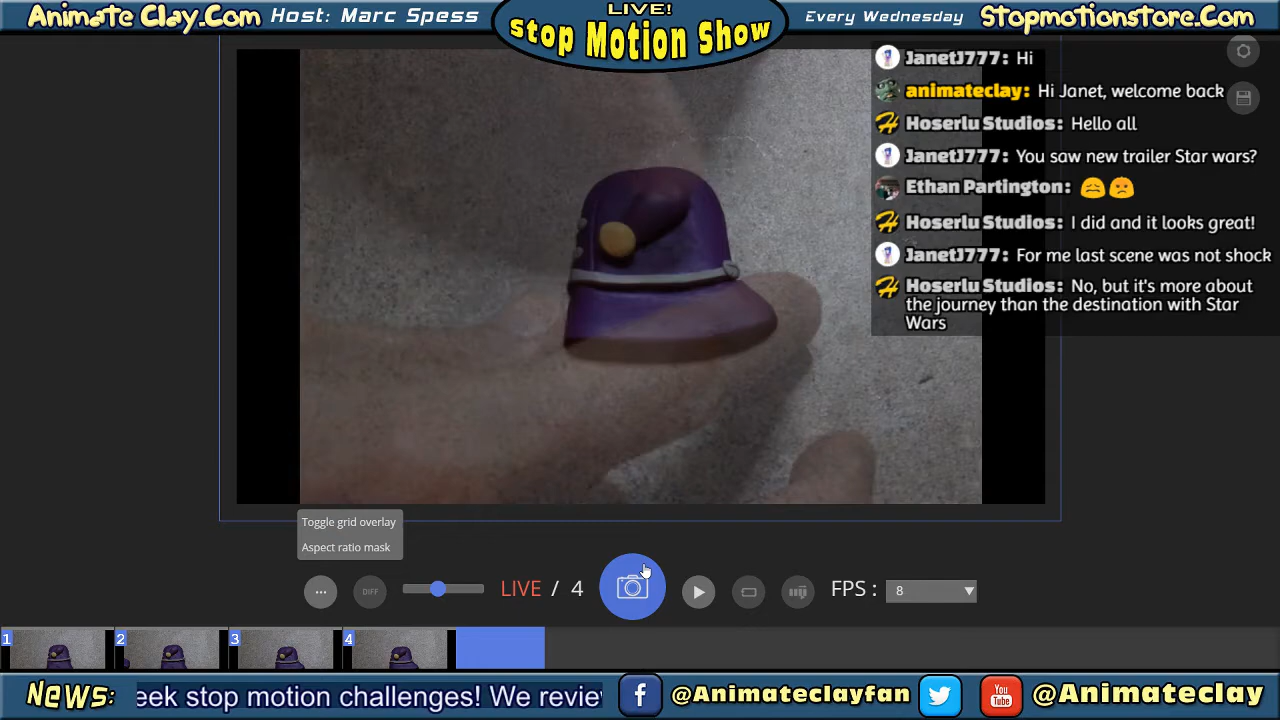 Animate Clay.Com
Host: Marc Spess
LIVE!
Stop Motion Show
Every Wednesday
Stopmotionstore.Com
JanetJ777: Hi
animateclay: Hi Janet, welcome back
Hoserlu Studios: Hello all
JanetJ777: You saw new trailer Star wars?
Ethan Partington: 😩😡
Hoserlu Studios: I did and it looks great!
JanetJ777: For me last scene was not shock
Hoserlu Studios: No, but it's more about
the journey than the destination with Star
Wars
Toggle grid overlay
Aspect ratio mask
... DIFF LIVE / 4 FPS : 8
1 2 3 4
News: eek stop motion challenges! We revie
f @Animateclayfan You Tube @Animateclay